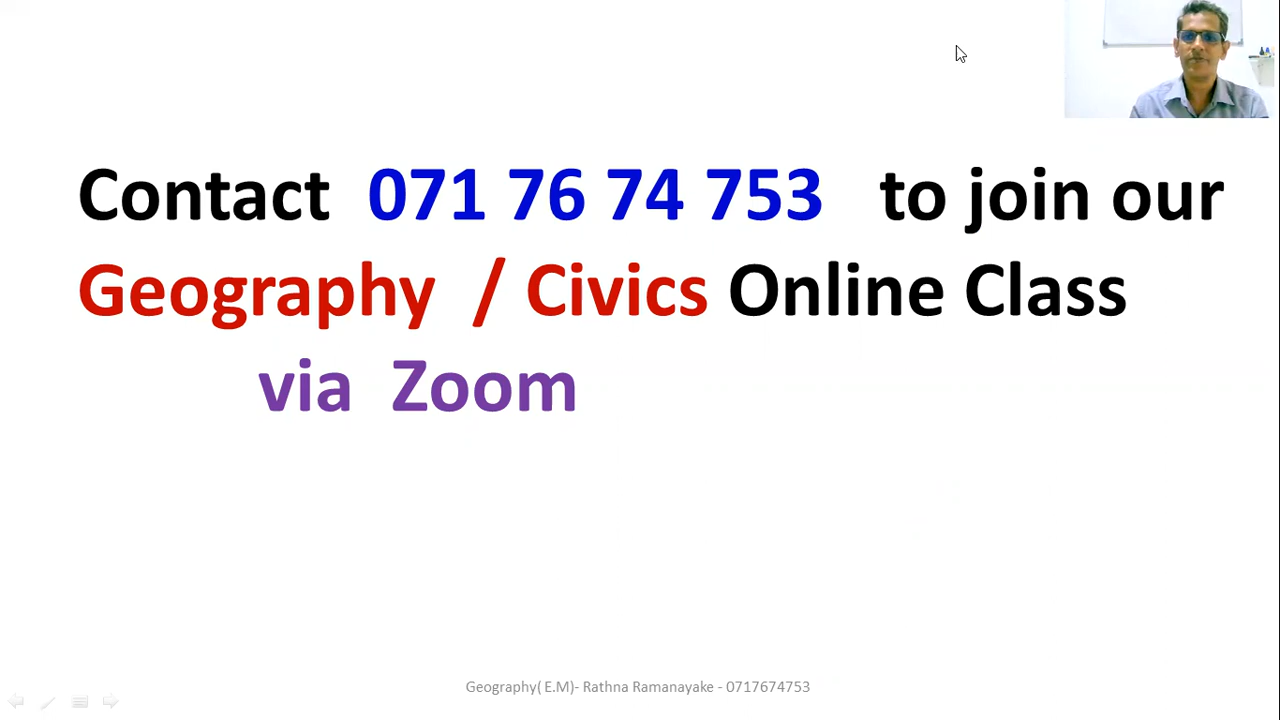 Contact 071 76 74 753 to join our
Geography / Civics Online Class
via Zoom
Geography( E.M)- Rathna Ramanayake - 0717674753